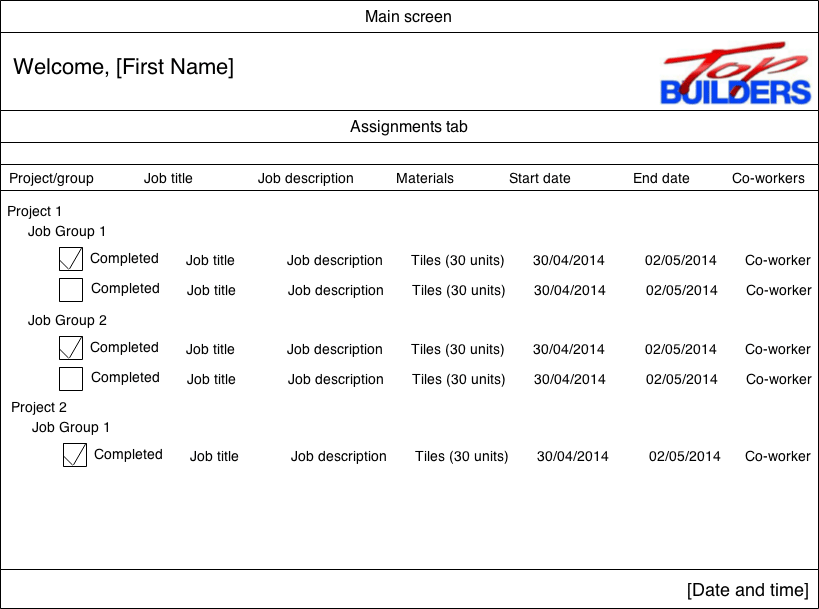 Main screen
Welcome, [First Name]
Top
BUILDERS
Assignments tab
Project/group Job title Job description Materials Start date End date Co-workers
Project 1
Job Group 1
Completed Job title Job description Tiles (30 units) 30/04/2014 02/05/2014 Co-worker
Completed Job title Job description Tiles (30 units) 30/04/2014 02/05/2014 Co-worker
Job Group 2
Completed Job title Job description Tiles (30 units) 30/04/2014 02/05/2014 Co-worker
Completed Job title Job description Tiles (30 units) 30/04/2014 02/05/2014 Co-worker
Project 2
Job Group 1
Completed Job title Job description Tiles (30 units) 30/04/2014 02/05/2014 Co-worker
[Date and time]